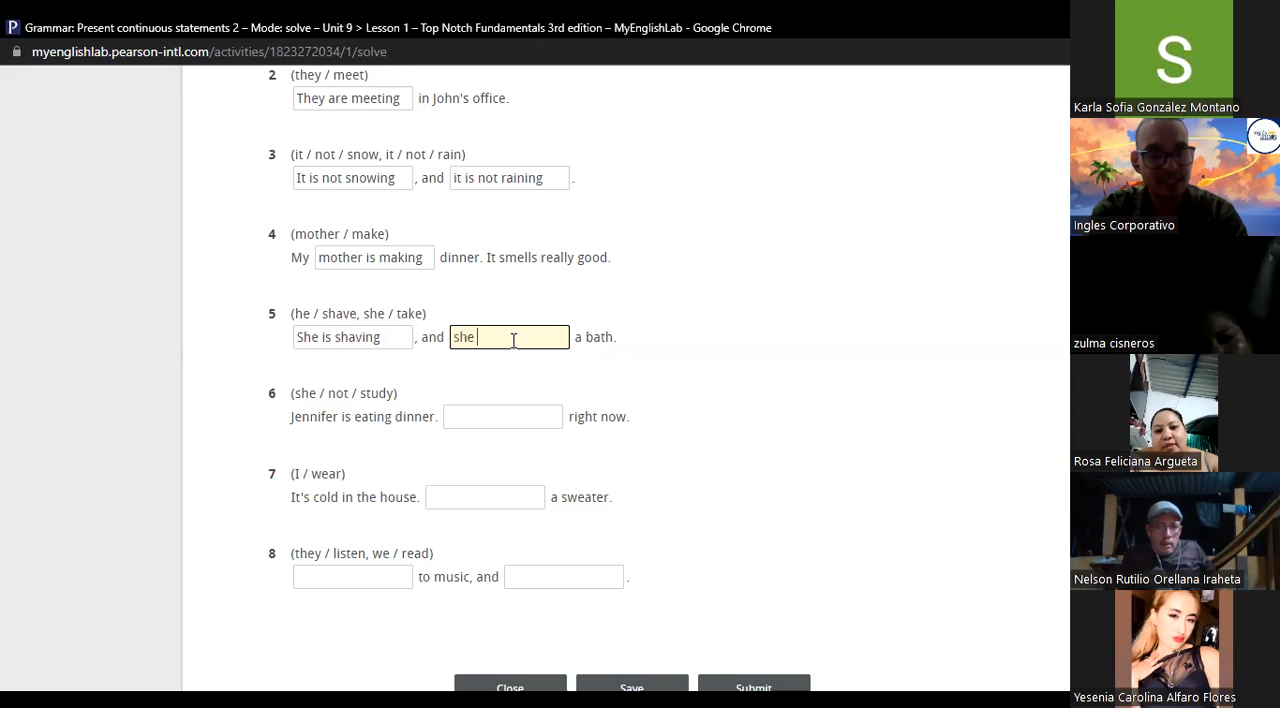 Grammar: Present continuous statements 2 – Mode: solve – Unit 9 > Lesson 1 – Top Notch Fundamentals 3rd edition – MyEnglishLab - Google Chrome
myenglishlab.pearson-intl.com/activities/1823272034/1/solve
2 (they / meet)
They are meeting in John's office.
3 (it / not / snow, it / not / rain)
It is not snowing , and it is not raining .
4 (mother / make)
My mother is making dinner. It smells really good.
5 (he / shave, she / take)
She is shaving , and she a bath.
6 (she / not / study)
Jennifer is eating dinner. right now.
7 (I / wear)
It's cold in the house. a sweater.
8 (they / listen, we / read)
to music, and .
Close Save Submit
S
Karla Sofia González Montano
Ingles Corporativo
zulma cisneros
Rosa Feliciana Argueta
Nelson Rutilio Orellana Iraheta
Yesenia Carolina Alfaro Flores